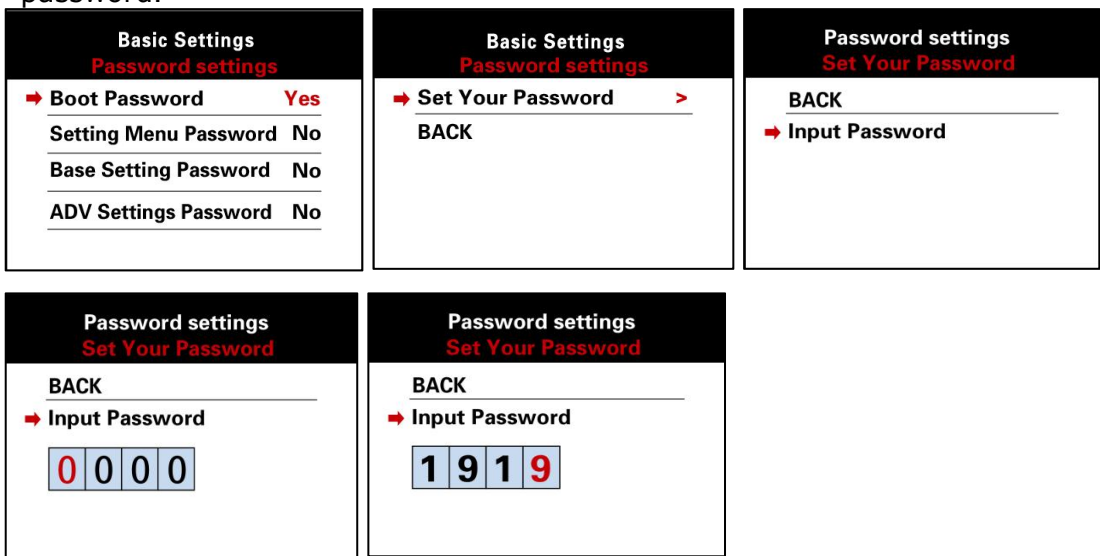 password.
Basic Settings
Password settings
➡ Boot Password Yes
Setting Menu Password No
Base Setting Password No
ADV Settings Password No
Basic Settings
Password settings
➡ Set Your Password >
BACK
Password settings
Set Your Password
BACK
➡ Input Password
Password settings
Set Your Password
BACK
➡ Input Password
0 0 0 0
Password settings
Set Your Password
BACK
➡ Input Password
1 9 1 9